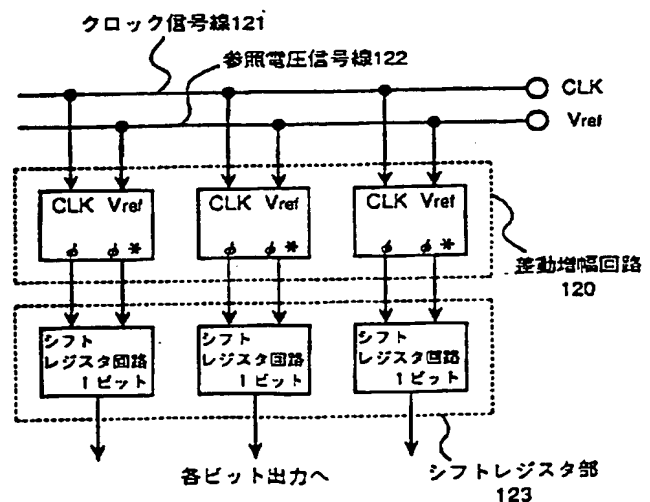 クロック信号線121
参照電圧信号線122
CLK
Vref
CLK Vref
CLK Vref
CLK Vref
ϕ ϕ *
ϕ ϕ *
ϕ ϕ *
差動増幅回路
120
シフト
レジスタ回路
1ビット
シフト
レジスタ回路
1ビット
シフト
レジスタ回路
1ビット
各ビット出力へ
シフトレジスタ部
123